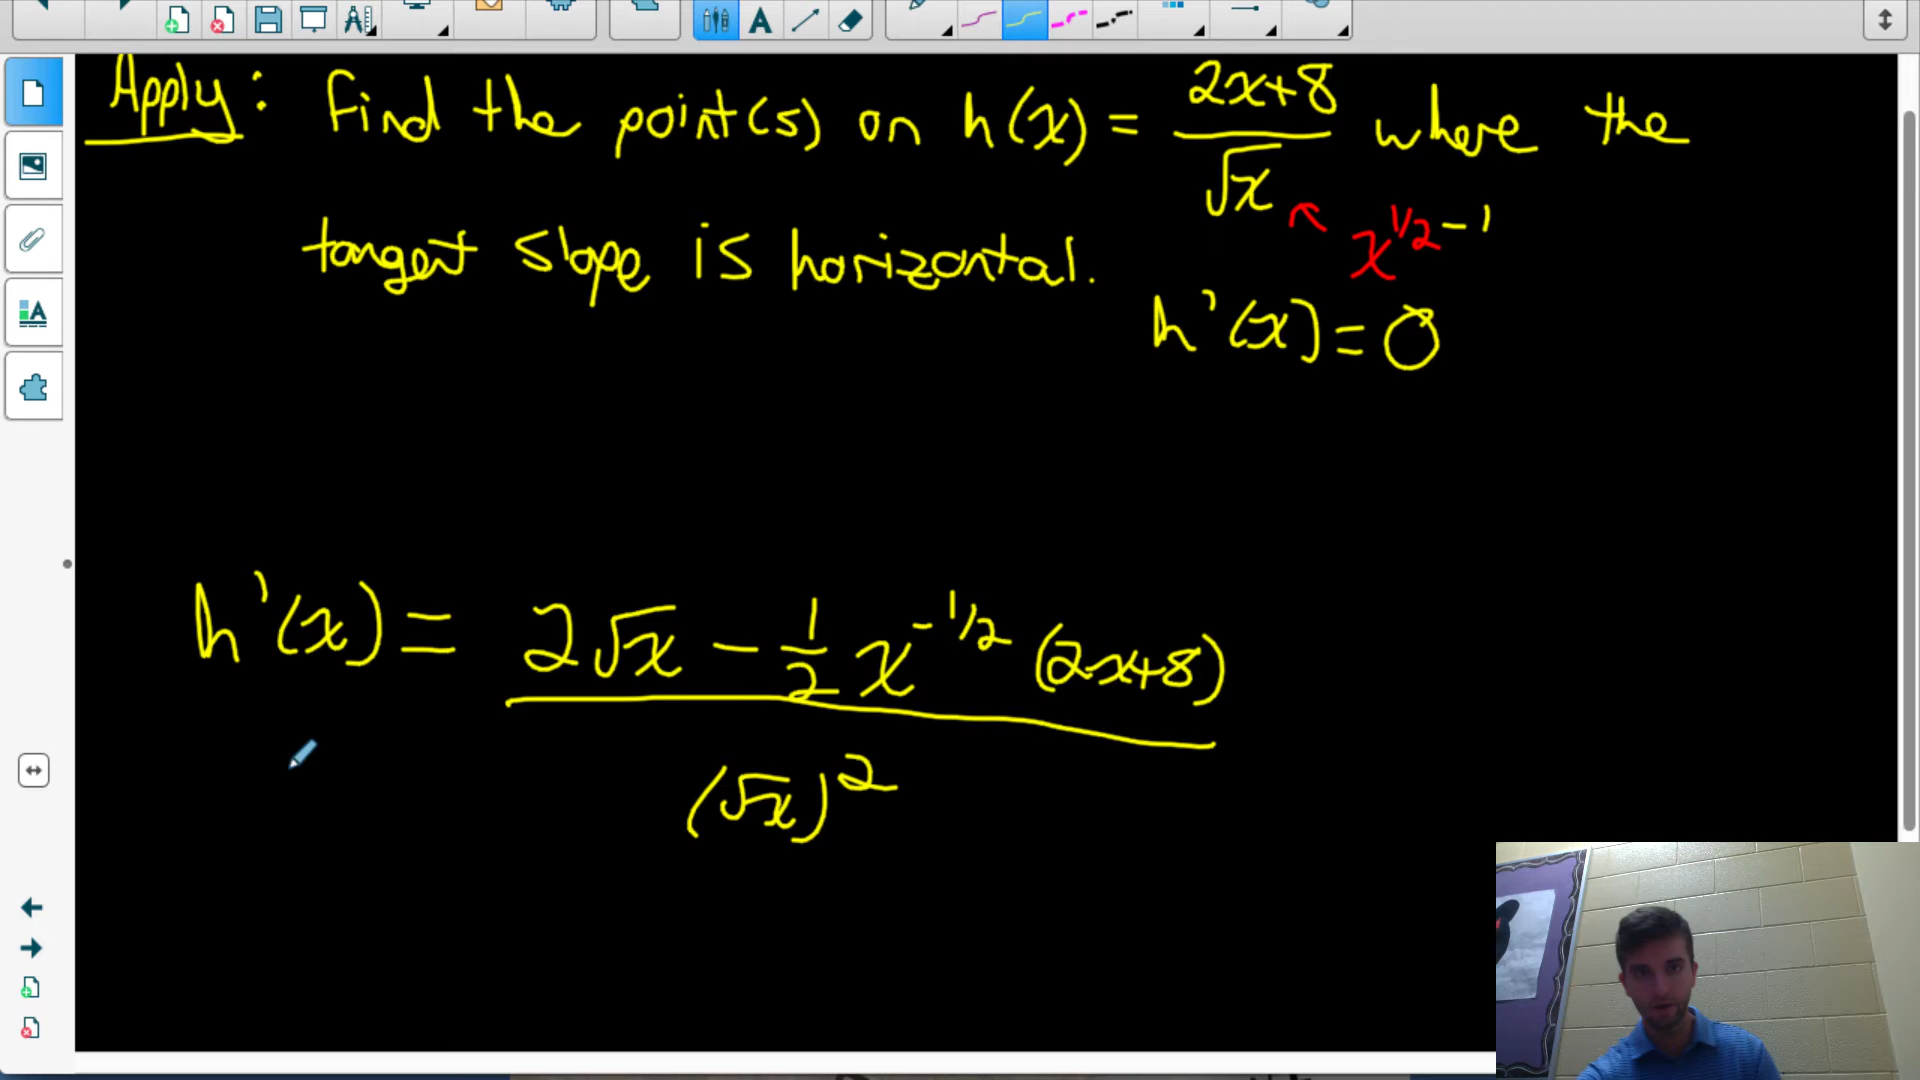 Apply: Find the point(s) on h(x) = (2x+8)/√x where the
x^1/2 - 1
tangent slope is horizontal.
h'(x) = 0
h'(x) = (2√x - 1/2 x^-1/2 (2x+8))/(√x)^2